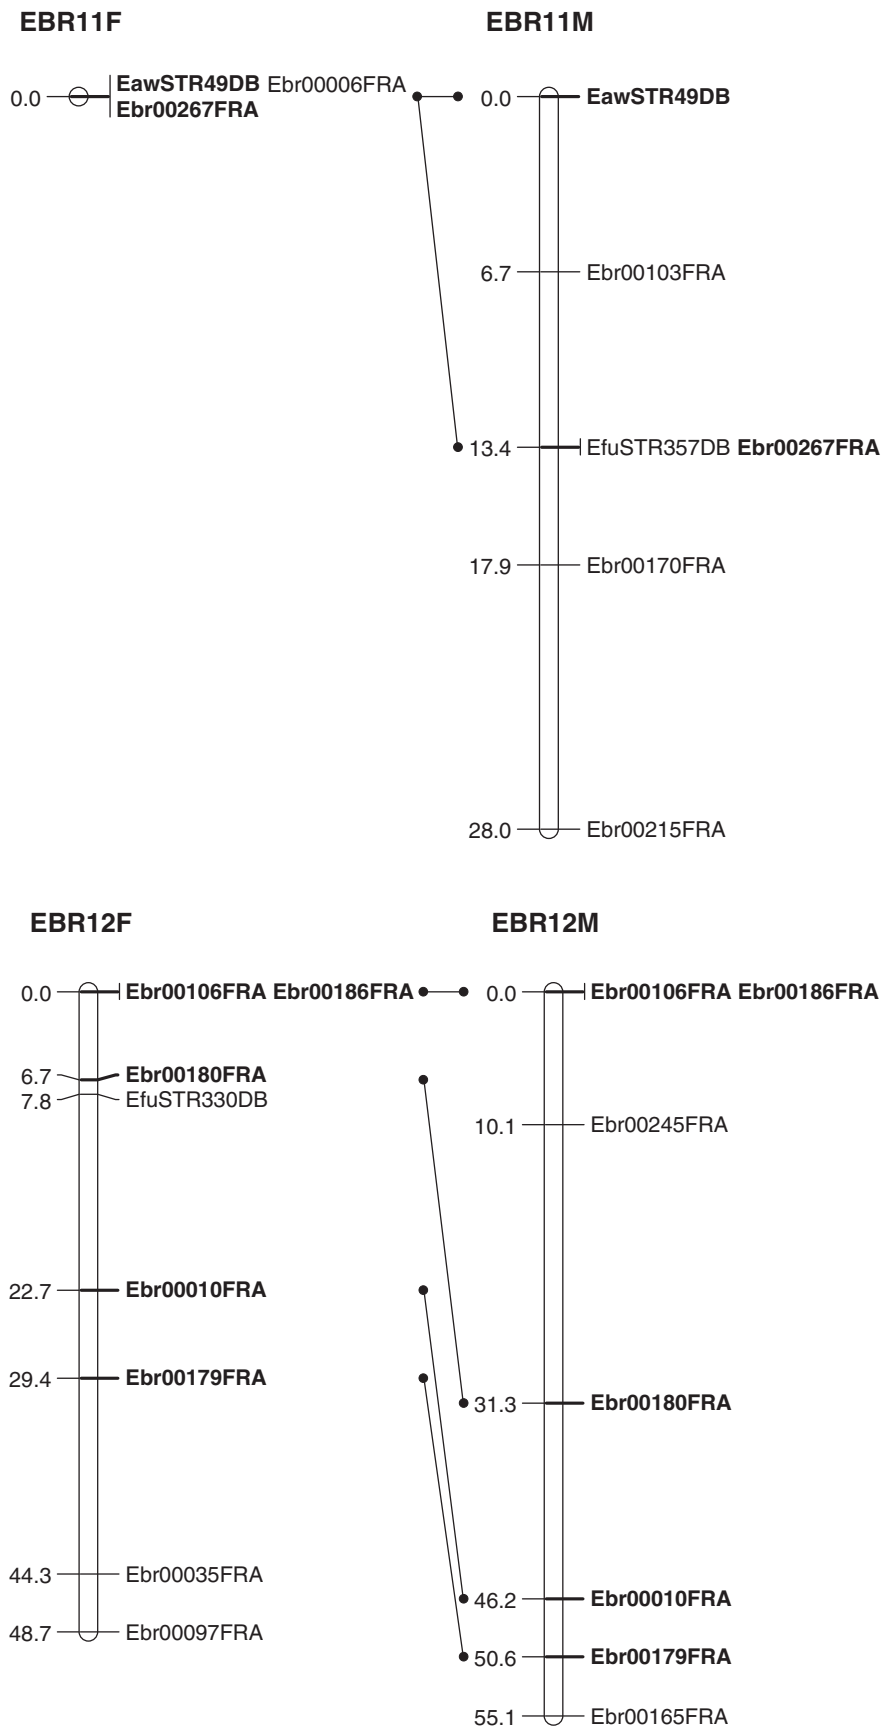 EBR11F
0.0 EawSTR49DB Ebr00006FRA
Ebr00267FRA
EBR11M
0.0 EawSTR49DB
6.7 Ebr00103FRA
13.4 EfuSTR357DB Ebr00267FRA
17.9 Ebr00170FRA
28.0 Ebr00215FRA
EBR12F
0.0 Ebr00106FRA Ebr00186FRA
6.7 Ebr00180FRA
7.8 EfuSTR330DB
22.7 Ebr00010FRA
29.4 Ebr00179FRA
44.3 Ebr00035FRA
48.7 Ebr00097FRA
EBR12M
0.0 Ebr00106FRA Ebr00186FRA
10.1 Ebr00245FRA
31.3 Ebr00180FRA
46.2 Ebr00010FRA
50.6 Ebr00179FRA
55.1 Ebr00165FRA